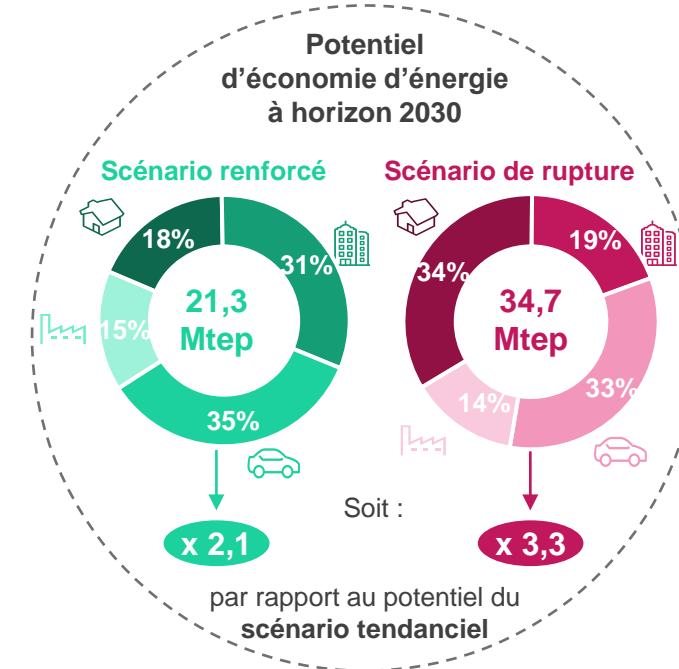 Potentiel
d'économie d'énergie
à horizon 2030
Scénario renforcé
18%
31%
15%
35%
21,3
Mtep
x 2,1
Scénario de rupture
34%
19%
14%
33%
34,7
Mtep
x 3,3
Soit :
par rapport au potentiel du
scénario tendanciel